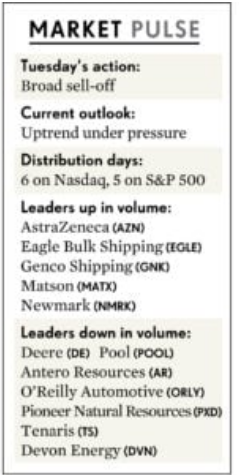 MARKET PULSE
Tuesday's action:
Broad sell-off
Current outlook:
Uptrend under pressure
Distribution days:
6 on Nasdaq, 5 on S&P 500
Leaders up in volume:
AstraZeneca (AZN)
Eagle Bulk Shipping (EGLE)
Genco Shipping (GNK)
Matson (MATX)
Newmark (NMRK)
Leaders down in volume:
Deere (DE) Pool (POOL)
Antero Resources (AR)
O'Reilly Automotive (ORLY)
Pioneer Natural Resources (PXD)
Tenaris (TS)
Devon Energy (DVN)